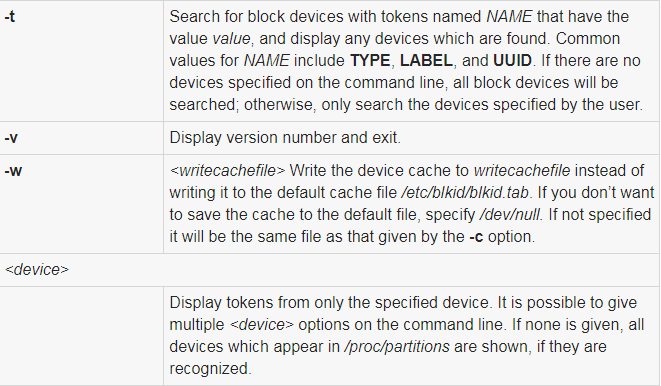 -t
Search for block devices with tokens named NAME that have the
value value, and display any devices which are found. Common
values for NAME include TYPE, LABEL, and UUID. If there are no
devices specified on the command line, all block devices will be
searched; otherwise, only search the devices specified by the user.
-v
Display version number and exit.
-w
<writecachefile> Write the device cache to writecachefile instead of
writing it to the default cache file /etc/blkid/blkid.tab. If you don’t want
to save the cache to the default file, specify /dev/null. If not specified
it will be the same file as that given by the -c option.
<device>
Display tokens from only the specified device. It is possible to give
multiple <device> options on the command line. If none is given, all
devices which appear in /proc/partitions are shown, if they are
recognized.